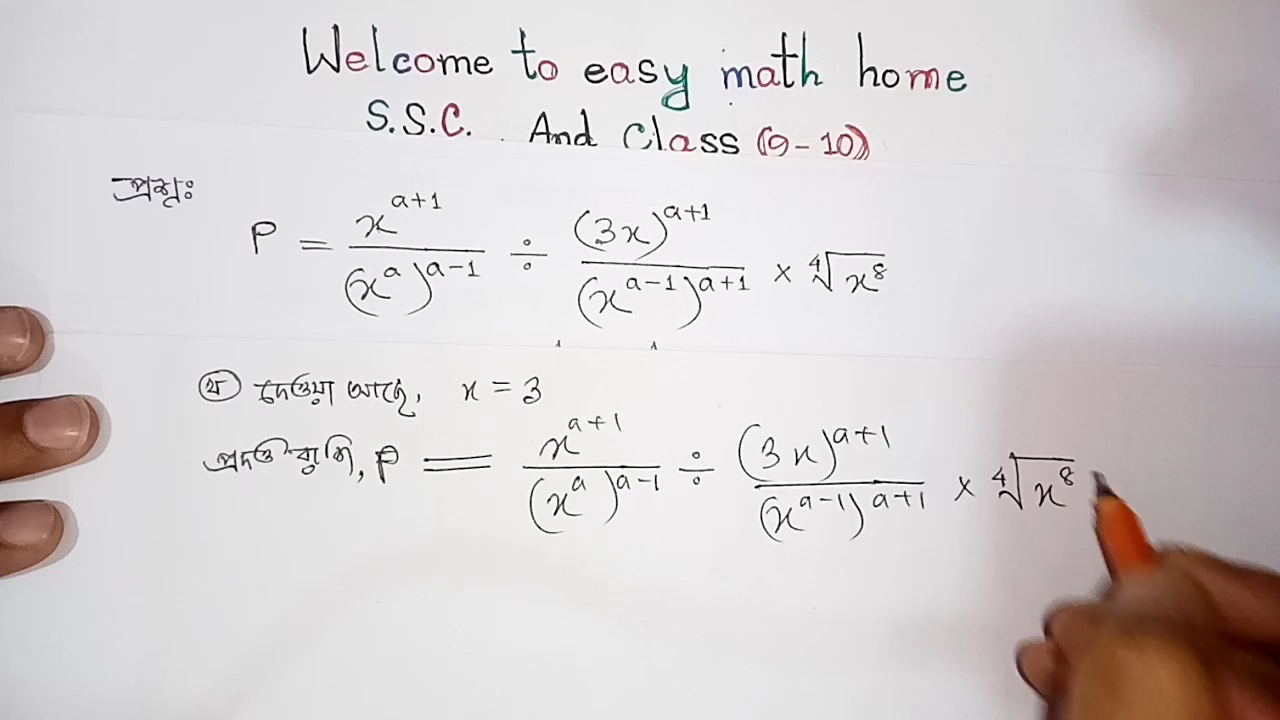 Welcome to easy math home
S.S.C. And Class (9-10)
প্রশ্নঃ
P = x^(a+1) / (x^a)^(a-1) ÷ (3x)^(a+1) / (x^(a-1))^(a+1) × ⁴√x⁸
খ দেওয়া আছে, x = 3
প্রদত্ত রাশি, P = x^(a+1) / (x^a)^(a-1) ÷ (3x)^(a+1) / (x^(a-1))^(a+1) × ⁴√x⁸